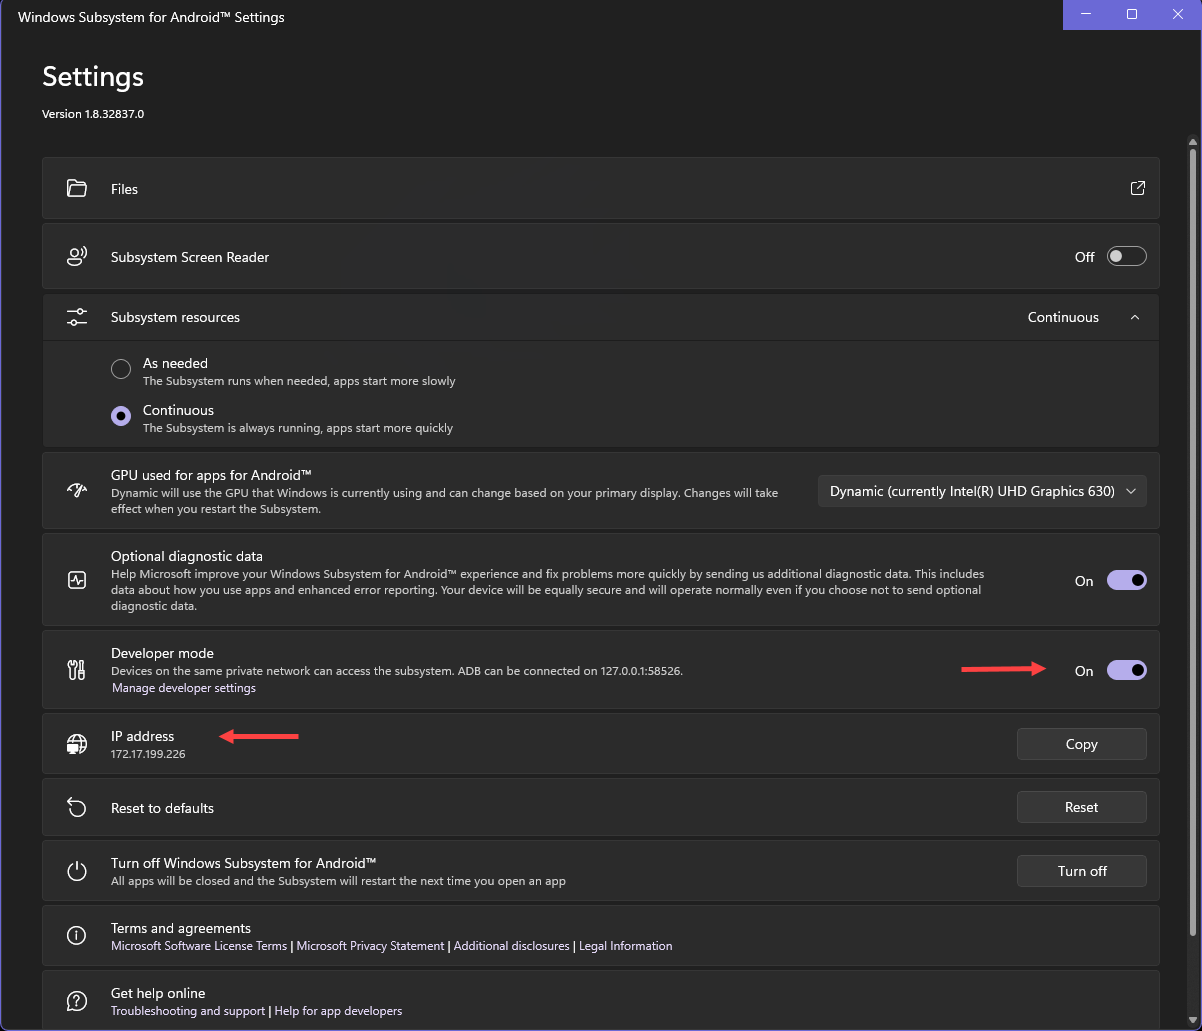 Windows Subsystem for Android™ Settings
Settings
Version 1.8.32837.0
Files
Subsystem Screen Reader
Off
Subsystem resources
Continuous
As needed
The Subsystem runs when needed, apps start more slowly
Continuous
The Subsystem is always running, apps start more quickly
GPU used for apps for Android™
Dynamic will use the GPU that Windows is currently using and can change based on your primary display. Changes will take
effect when you restart the Subsystem.
Dynamic (currently Intel(R) UHD Graphics 630)
Optional diagnostic data
Help Microsoft improve your Windows Subsystem for Android™ experience and fix problems more quickly by sending us additional diagnostic data. This includes
data about how you use apps and enhanced error reporting. Your device will be equally secure and will operate normally even if you choose not to send optional
diagnostic data.
On
Developer mode
Devices on the same private network can access the subsystem. ADB can be connected on 127.0.0.1:58526.
Manage developer settings
On
IP address
172.17.199.226
Copy
Reset to defaults
Reset
Turn off Windows Subsystem for Android™
All apps will be closed and the Subsystem will restart the next time you open an app
Turn off
Terms and agreements
Microsoft Software License Terms | Microsoft Privacy Statement | Additional disclosures | Legal Information
Get help online
Troubleshooting and support | Help for app developers